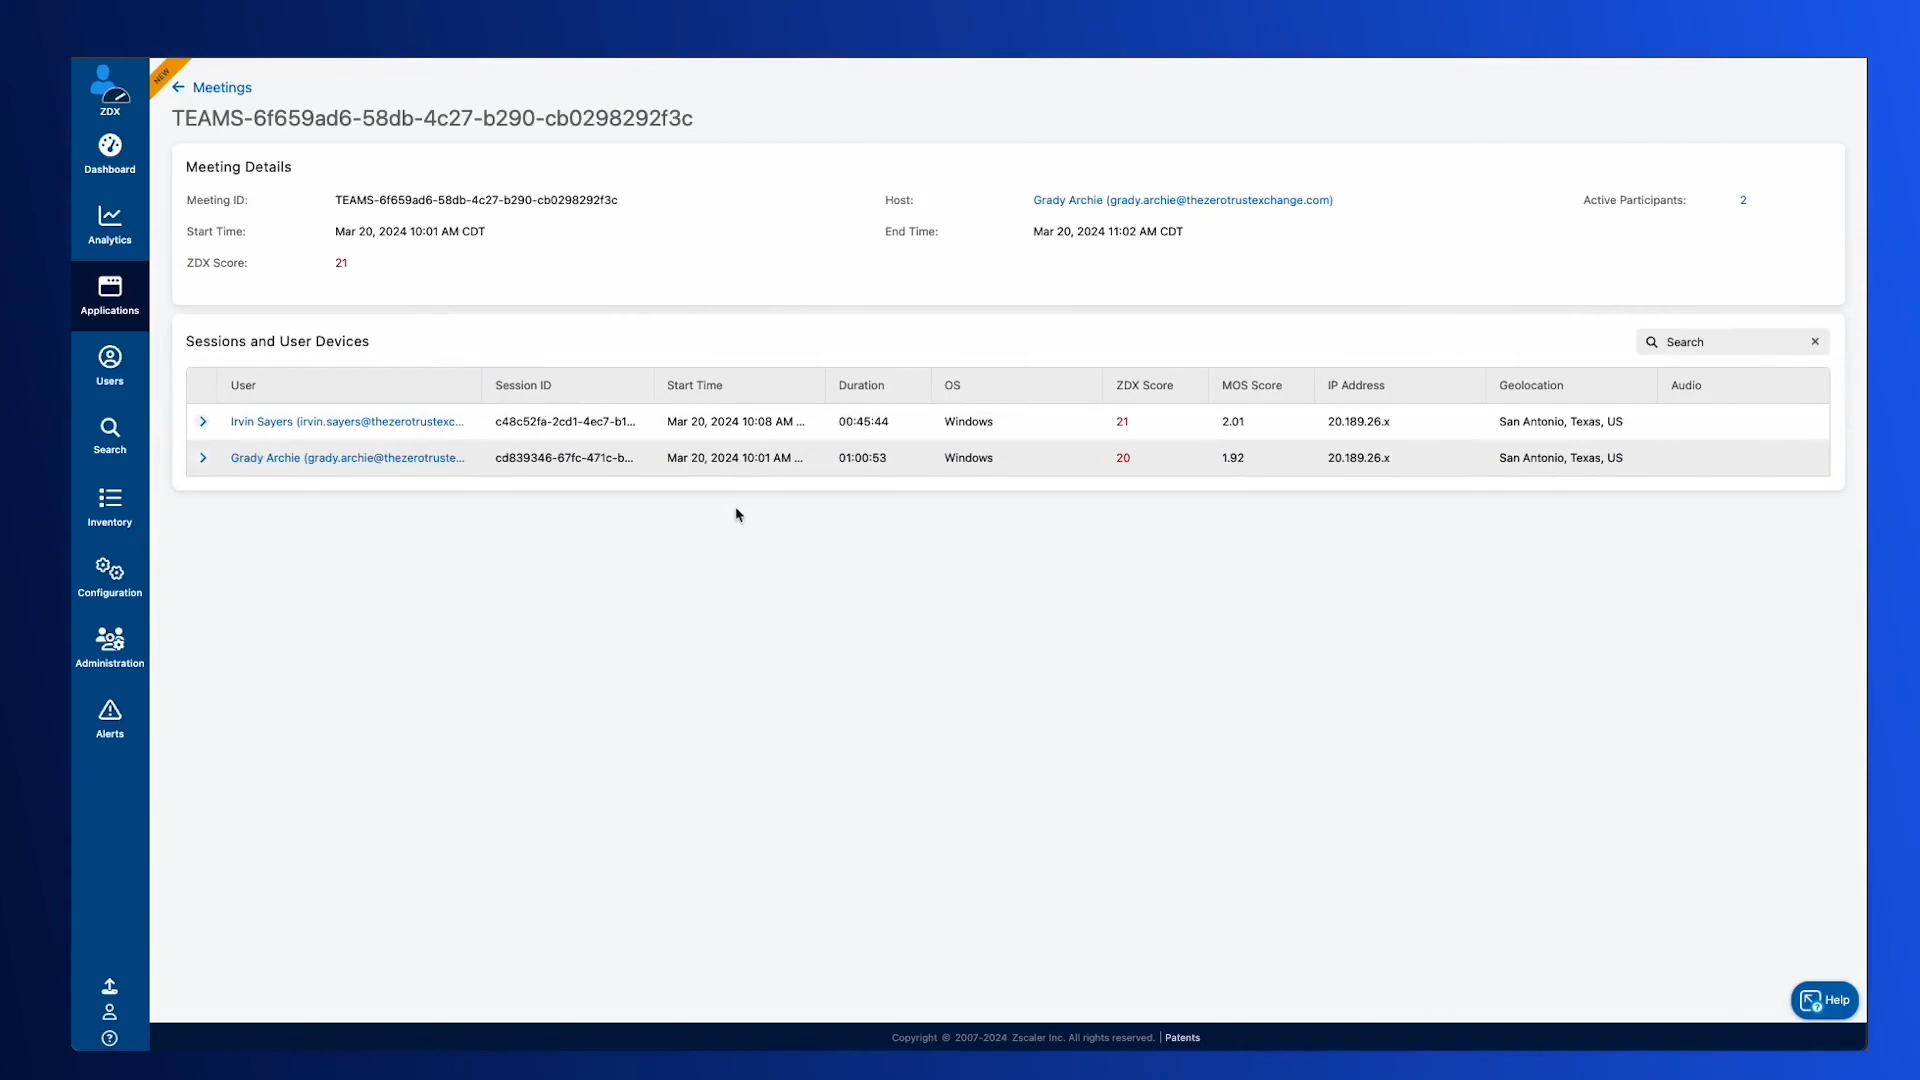 ZDX
Dashboard
Analytics
Applications
Users
Search
Inventory
Configuration
Administration
Alerts
NEW
Meetings
TEAMS-6f659ad6-58db-4c27-b290-cb0298292f3c
Meeting Details
Meeting ID: TEAMS-6f659ad6-58db-4c27-b290-cb0298292f3c Host: Grady Archie (grady.archie@thezerotrustexchange.com) Active Participants: 2
Start Time: Mar 20, 2024 10:01 AM CDT End Time: Mar 20, 2024 11:02 AM CDT
ZDX Score: 21
Sessions and User Devices Search
User Session ID Start Time Duration OS ZDX Score MOS Score IP Address Geolocation Audio
Irvin Sayers (irvin.sayers@thezerotrustexc... c48c52fa-2cd1-4ec7-b1... Mar 20, 2024 10:08 AM ... 00:45:44 Windows 21 2.01 20.189.26.x San Antonio, Texas, US
Grady Archie (grady.archie@thezerotruste... cd839346-67fc-471c-b... Mar 20, 2024 10:01 AM ... 01:00:53 Windows 20 1.92 20.189.26.x San Antonio, Texas, US
Help
Copyright © 2007-2024 Zscaler Inc. All rights reserved. | Patents